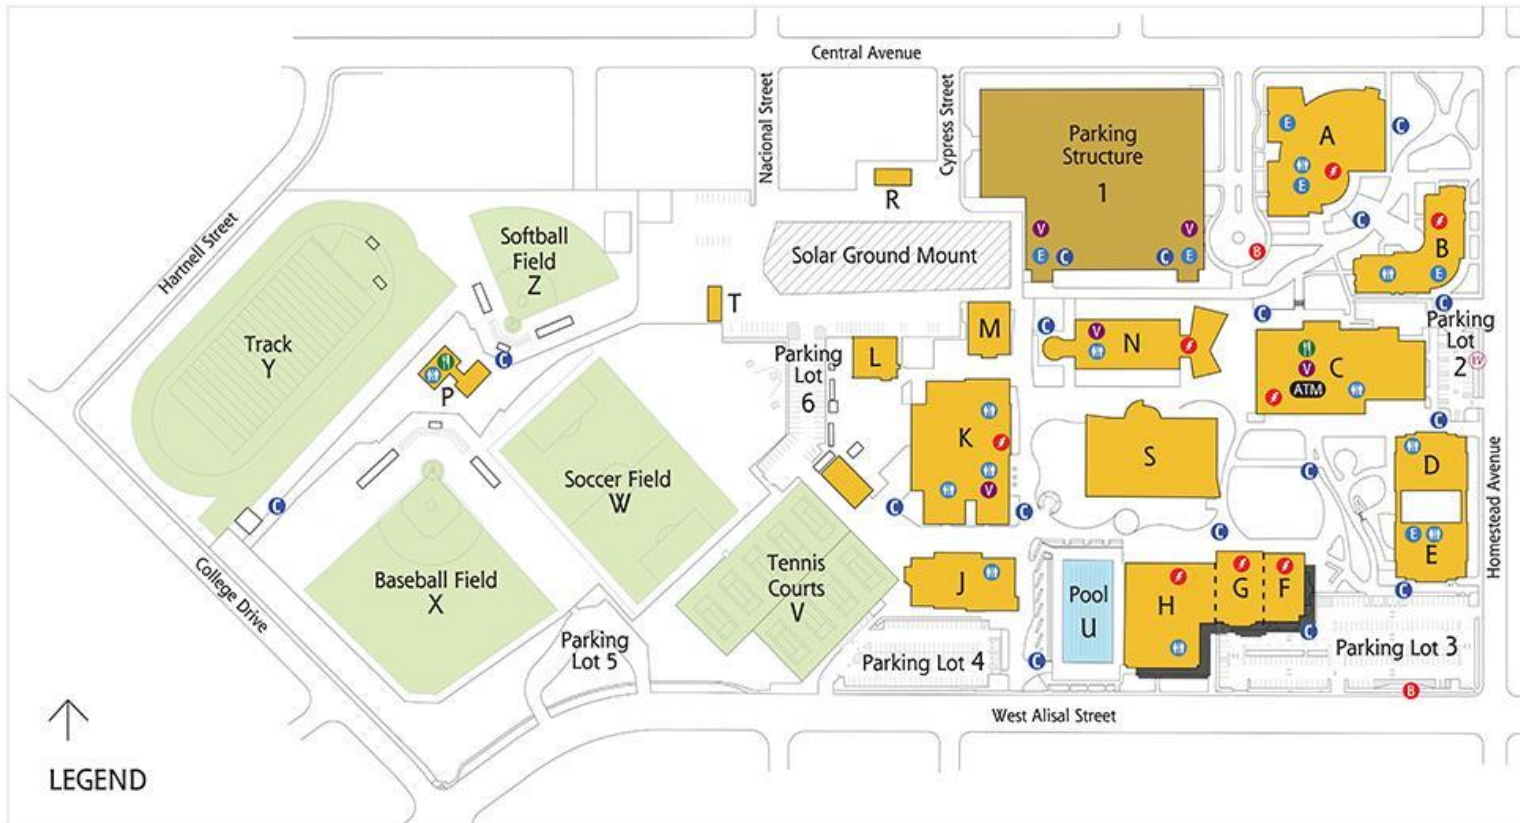 Central Avenue
Nacional Street
Cypress Street
Hartnell Street
College Drive
Homestead Avenue
West Alisal Street
Parking
Structure
1
V
V
E
C
C
E
E
A
C
E
C
B
B
E
C
R
Solar Ground Mount
Softball
Field
Z
Track
Y
T
P
C
C
Parking
Lot
6
L
M
C
V
N
C
V
C
ATM
Parking
Lot
2
EV
C
K
V
C
C
S
C
C
D
E
E
C
Soccer Field
W
Baseball Field
X
Tennis
Courts
V
J
Pool
U
C
H
G
F
C
Parking Lot 3
B
Parking Lot 4
Parking
Lot 5
LEGEND